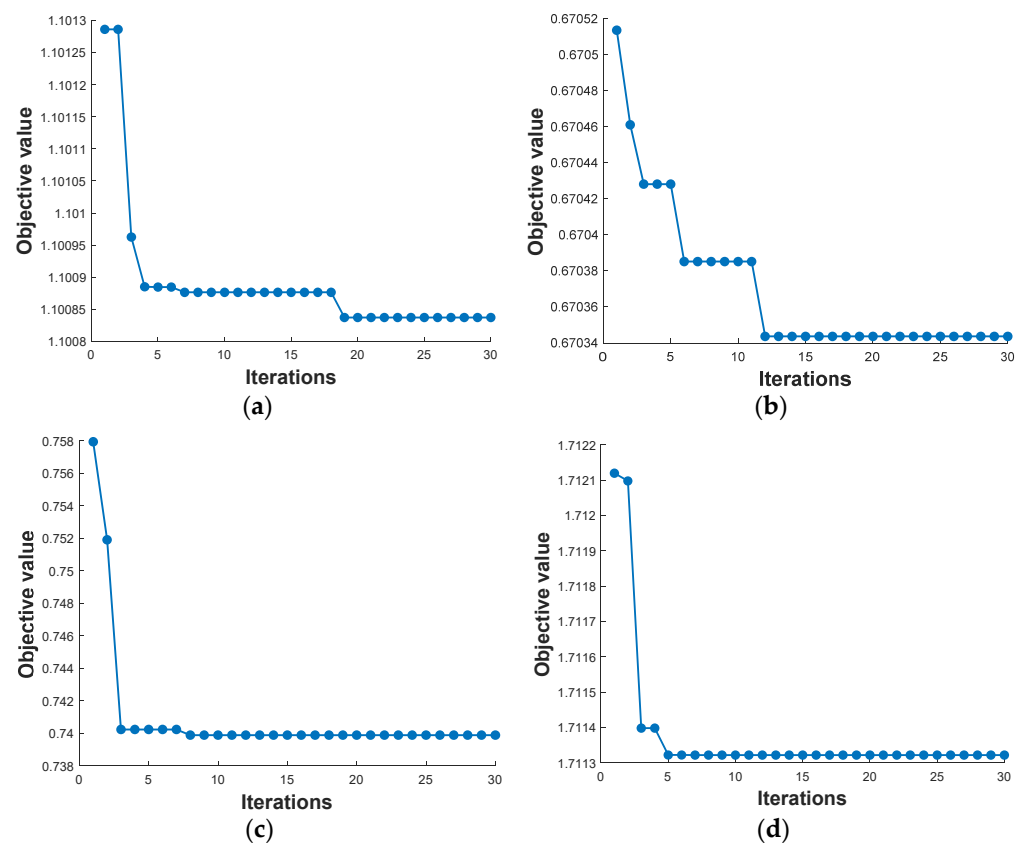 1.1013
1.10125
1.1012
1.10115
1.1011
1.10105
1.101
1.10095
1.1009
1.10085
1.1008
Objective value
0 5 10 15 20 25 30
Iterations
(a)
0.67052
0.6705
0.67048
0.67046
0.67044
0.67042
0.6704
0.67038
0.67036
0.67034
Objective value
0 5 10 15 20 25 30
Iterations
(b)
0.758
0.756
0.754
0.752
0.75
0.748
0.746
0.744
0.742
0.74
0.738
Objective value
0 5 10 15 20 25 30
Iterations
(c)
1.7122
1.7121
1.712
1.7119
1.7118
1.7117
1.7116
1.7115
1.7114
1.7113
Objective value
0 5 10 15 20 25 30
Iterations
(d)